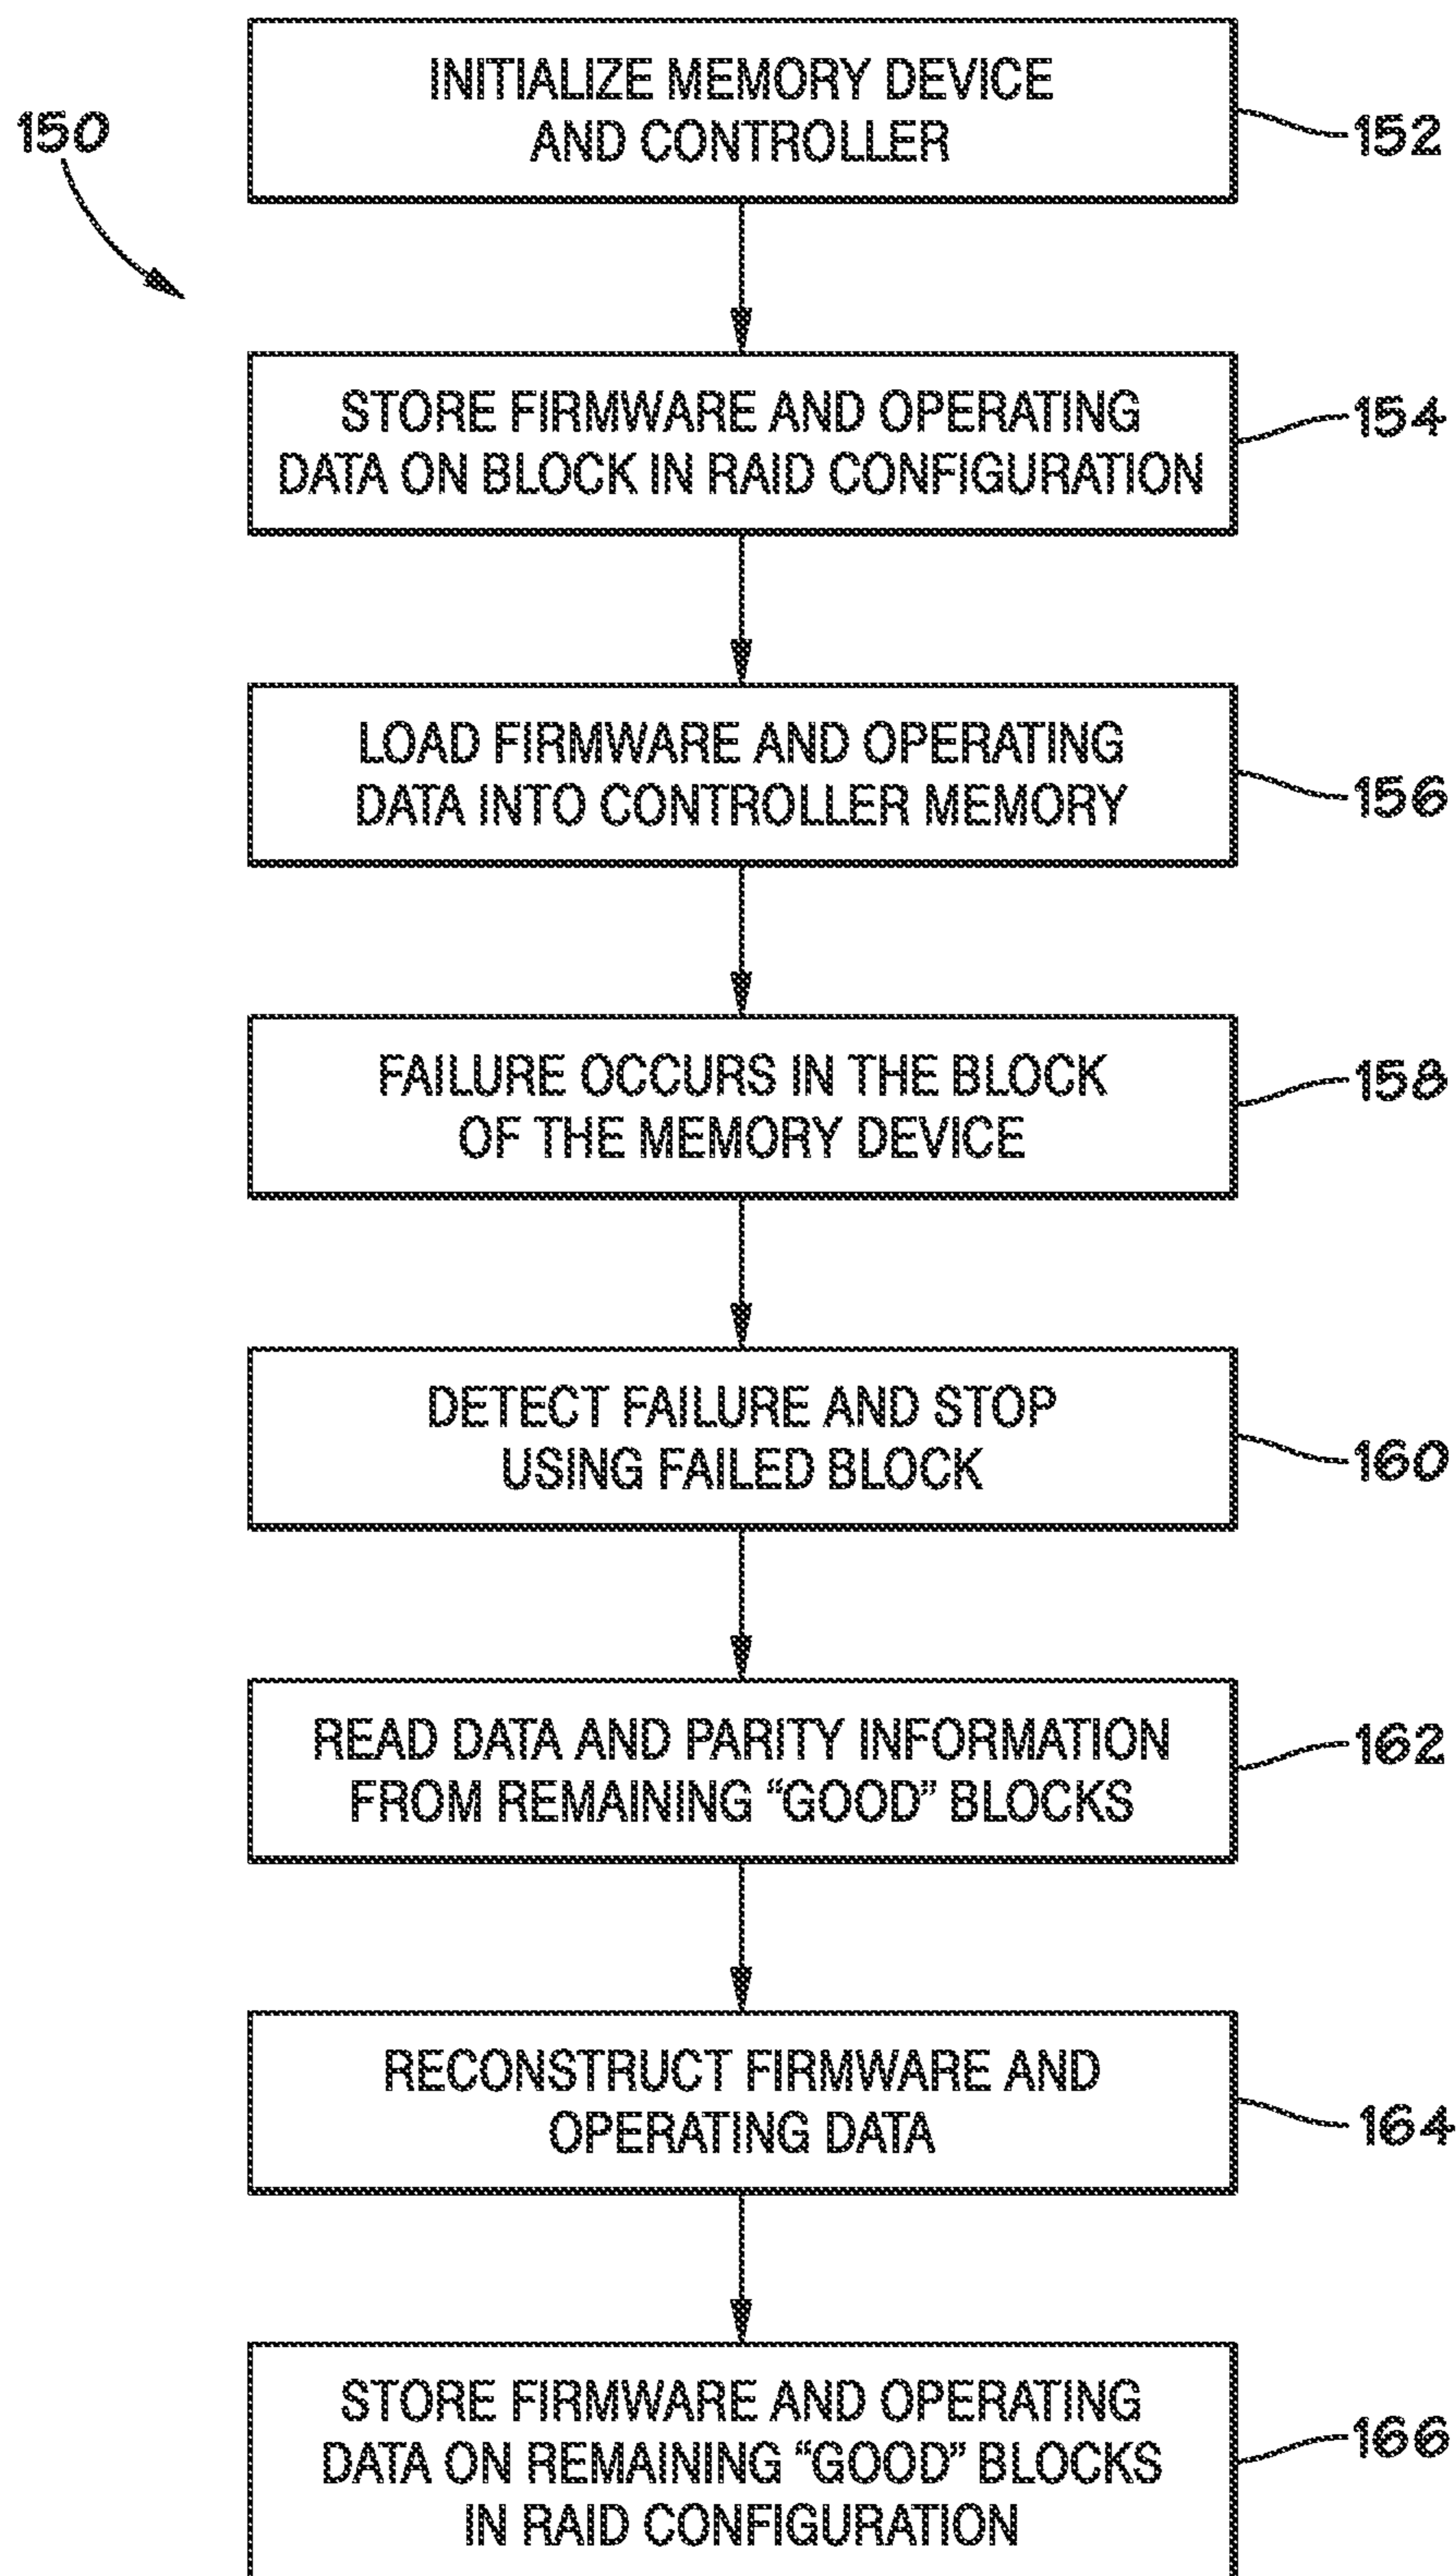 150
INITIALIZE MEMORY DEVICE
AND CONTROLLER
152
STORE FIRMWARE AND OPERATING
DATA ON BLOCK IN RAID CONFIGURATION
154
LOAD FIRMWARE AND OPERATING
DATA INTO CONTROLLER MEMORY
156
FAILURE OCCURS IN THE BLOCK
OF THE MEMORY DEVICE
158
DETECT FAILURE AND STOP
USING FAILED BLOCK
160
READ DATA AND PARITY INFORMATION
FROM REMAINING “GOOD” BLOCKS
162
RECONSTRUCT FIRMWARE AND
OPERATING DATA
164
STORE FIRMWARE AND OPERATING
DATA ON REMAINING “GOOD” BLOCKS
IN RAID CONFIGURATION
166